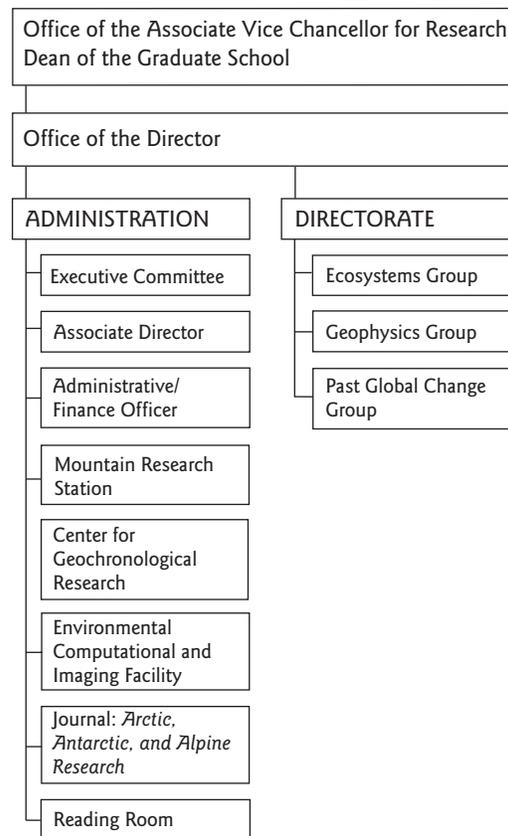 Office of the Associate Vice Chancellor for Research
Dean of the Graduate School
Office of the Director
ADMINISTRATION
Executive Committee
Associate Director
Administrative/
Finance Officer
Mountain Research
Station
Center for
Geochronological
Research
Environmental
Computational and
Imaging Facility
Journal: Arctic,
Antarctic, and Alpine
Research
Reading Room
DIRECTORATE
Ecosystems Group
Geophysics Group
Past Global Change
Group